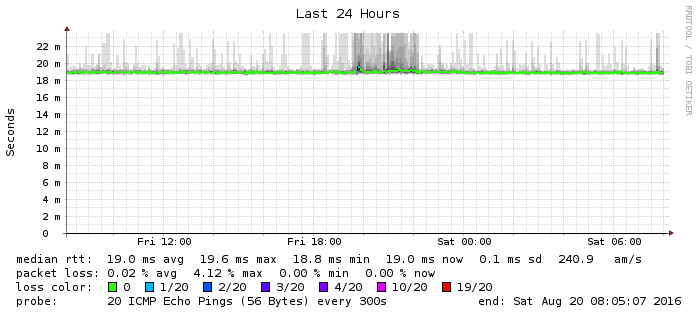 Last 24 Hours
RRDTOOL / TOBI OETIKER
Seconds
22 m
20 m
18 m
16 m
14 m
12 m
10 m
8 m
6 m
4 m
2 m
0
Fri 12:00 Fri 18:00 Sat 00:00 Sat 06:00
median rtt: 19.0 ms avg 19.6 ms max 18.8 ms min 19.0 ms now 0.1 ms sd 240.9 am/s
packet loss: 0.02 % avg 4.12 % max 0.00 % min 0.00 % now
loss color: 0 1/20 2/20 3/20 4/20 10/20 19/20
probe: 20 ICMP Echo Pings (56 Bytes) every 300s end: Sat Aug 20 08:05:07 2016